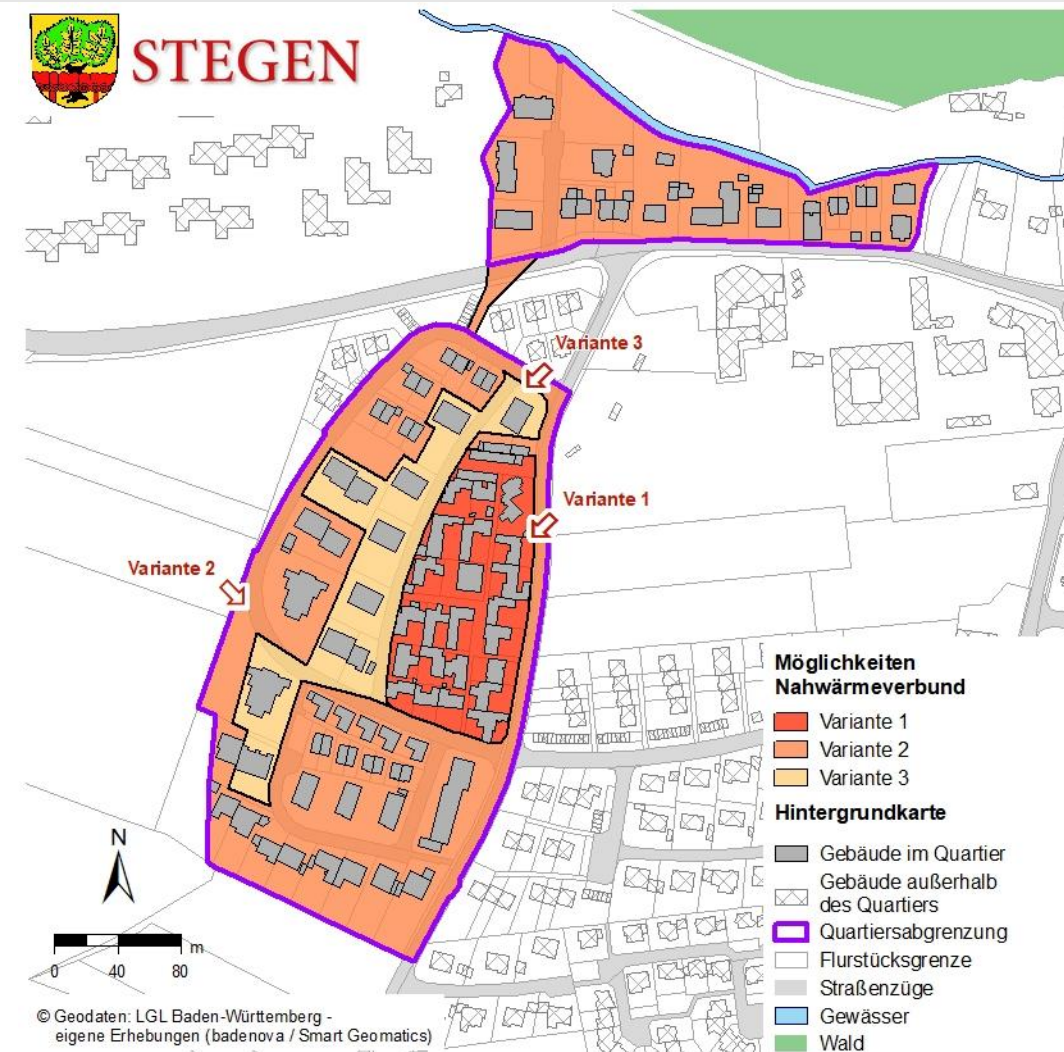 STEGEN
Variante 3
Variante 1
Variante 2
Möglichkeiten
Nahwärmeverbund
Variante 1
Variante 2
Variante 3
Hintergrundkarte
Gebäude im Quartier
Gebäude außerhalb
des Quartiers
Quartiersabgrenzung
Flurstücksgrenze
Straßenzüge
Gewässer
Wald
N
m
0 40 80
© Geodaten: LGL Baden-Württemberg -
eigene Erhebungen (badenova / Smart Geomatics)